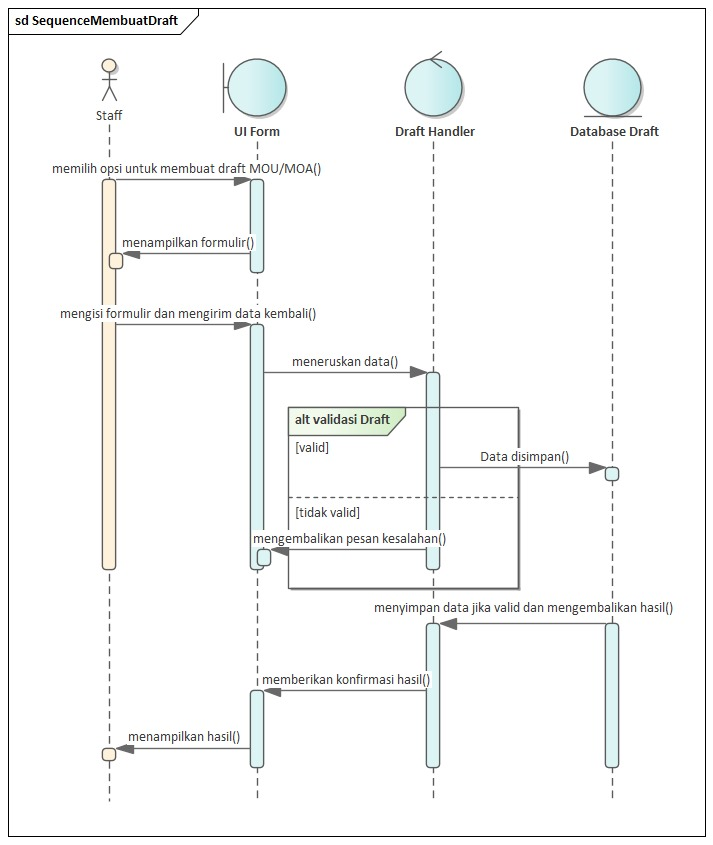 sd SequenceMembuatDraft
Staff
UI Form
Draft Handler
Database Draft
memilih opsi untuk membuat draft MOU/MOA()
menampilkan formulir()
mengisi formulir dan mengirim data kembali()
meneruskan data()
alt validasi Draft
[valid]
Data disimpan()
[tidak valid]
mengembalikan pesan kesalahan()
menyimpan data jika valid dan mengembalikan hasil()
memberikan konfirmasi hasil()
menampilkan hasil()